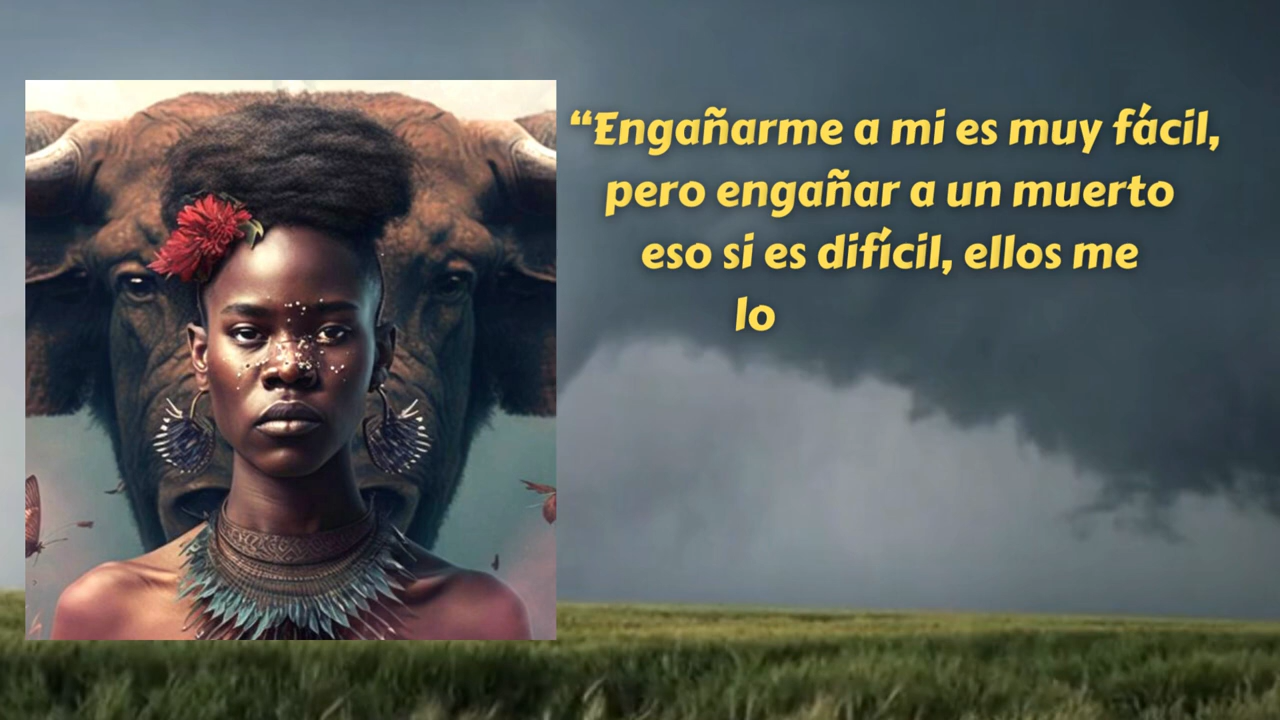 “Engañarme a mi es muy fácil,
pero engañar a un muerto
eso si es difícil, ellos me
lo